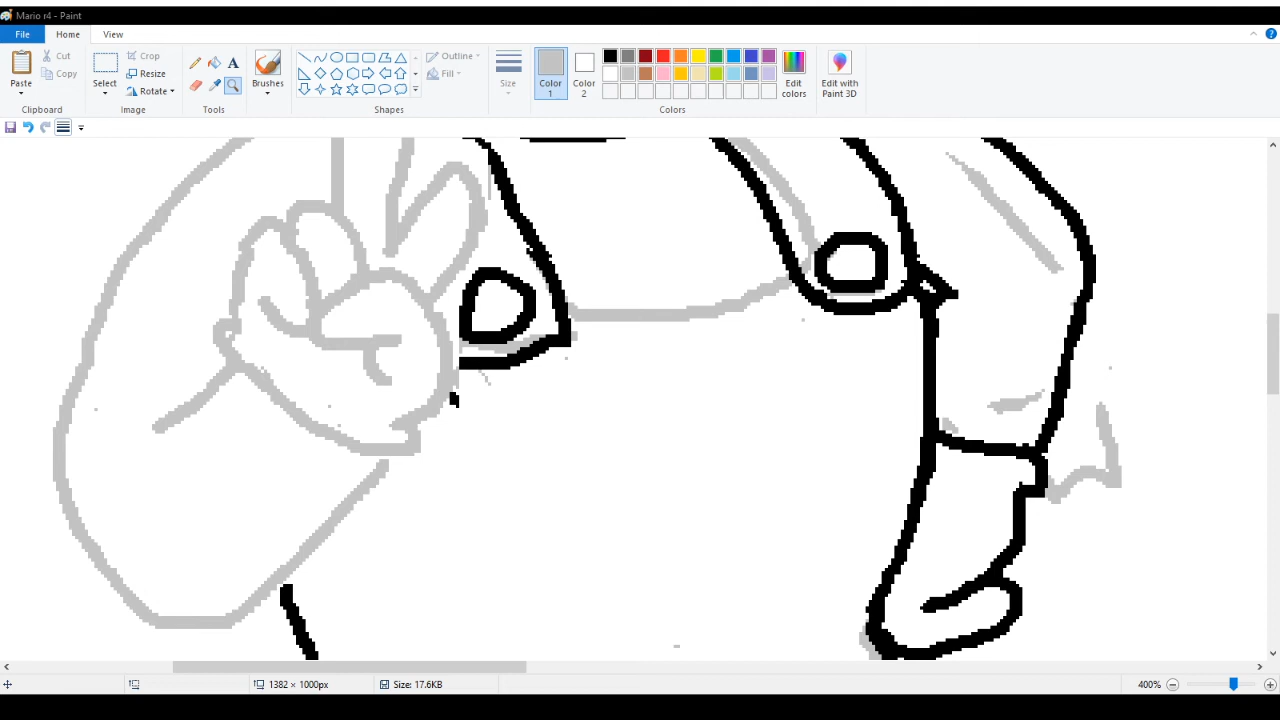 Mario r4 - Paint
File Home View
Paste
Cut
Copy
Clipboard
Select
Crop
Resize
Rotate
Image
A
Tools
Brushes
Outline
Fill
Shapes
Size
Color 1
Color 2
Edit colors
Colors
Edit with Paint 3D
1382 × 1000px
Size: 17.6KB
400%